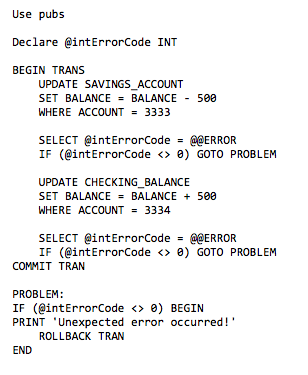 Use pubs
Declare @intErrorCode INT
BEGIN TRANS
UPDATE SAVINGS_ACCOUNT
SET BALANCE = BALANCE - 500
WHERE ACCOUNT = 3333
SELECT @intErrorCode = @@ERROR
IF (@intErrorCode <> 0) GOTO PROBLEM
UPDATE CHECKING_BALANCE
SET BALANCE = BALANCE + 500
WHERE ACCOUNT = 3334
SELECT @intErrorCode = @@ERROR
IF (@intErrorCode <> 0) GOTO PROBLEM
COMMIT TRAN
PROBLEM:
IF (@intErrorCode <> 0) BEGIN
PRINT 'Unexpected error occurred!'
ROLLBACK TRAN
END